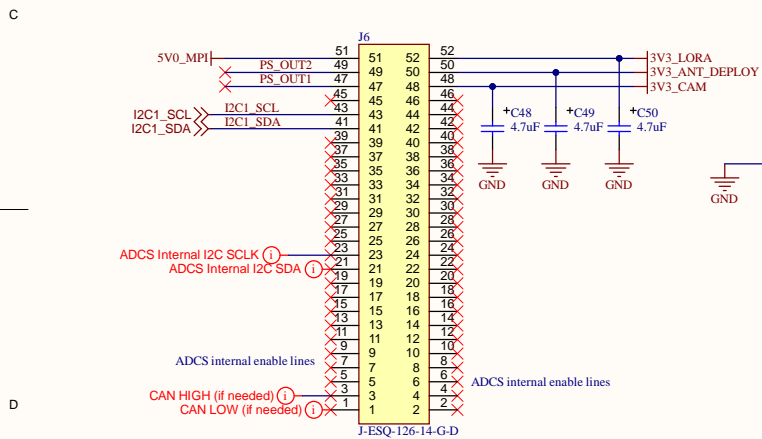 C
J6
5V0_MPI 51 51 52 52 3V3_LORA
PS_OUT2 49 49 50 50 3V3_ANT_DEPLOY
PS_OUT1 47 47 48 48 3V3_CAM
45 45 46 46
I2C1_SCL I2C1_SCL 43 43 44 44
I2C1_SDA I2C1_SDA 41 41 42 42
+C48 +C49 +C50
4.7uF 4.7uF 4.7uF
39 39 40 40
37 37 38 38
35 35 36 36
33 33 34 34
GND GND GND GND
31 31 32 32
29 29 30 30
27 27 28 28
25 25 26 26
ADCS Internal I2C SCLK i 23 23 24 24
ADCS Internal I2C SDA i 21 21 22 22
19 19 20 20
17 17 18 18
15 15 16 16
13 13 14 14
11 11 12 12
9 9 10 10
ADCS internal enable lines
7 7 8 8
5 5 6 6
ADCS internal enable lines
CAN HIGH (if needed) i 3 3 4 4
CAN LOW (if needed) i 1 1 2 2
D
J-ESQ-126-14-G-D